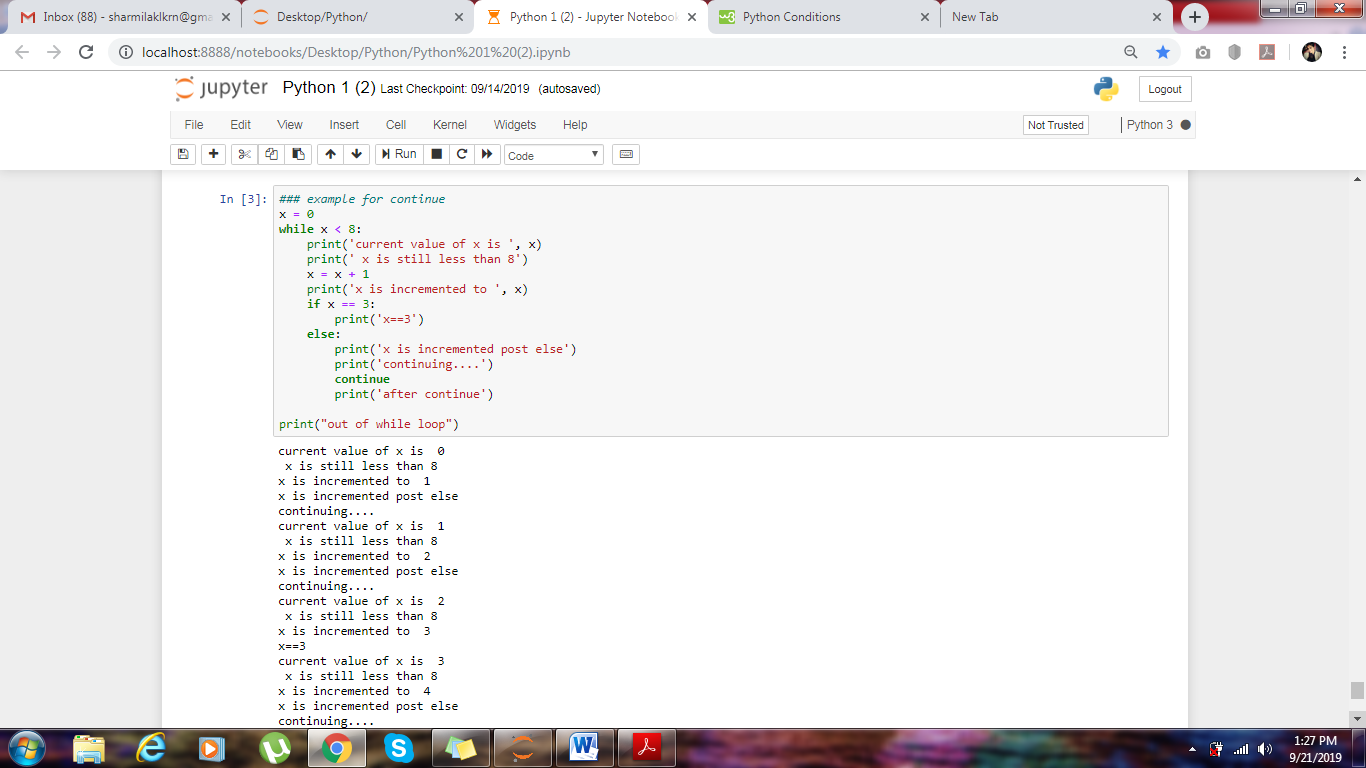 Inbox (88) - sharmilaklkrn@gma
Desktop/Python/
Python 1 (2) - Jupyter Notebook
w3
Python Conditions
New Tab
localhost:8888/notebooks/Desktop/Python/Python%201%20(2).ipynb
jupyter Python 1 (2) Last Checkpoint: 09/14/2019 (autosaved)
Logout
File Edit View Insert Cell Kernel Widgets Help
Not Trusted
Python 3
Run
Code
In [3]:
### example for continue
x = 0
while x < 8:
    print('current value of x is ', x)
    print(' x is still less than 8')
    x = x + 1
    print('x is incremented to ', x)
    if x == 3:
        print('x==3')
    else:
        print('x is incremented post else')
        print('continuing....')
        continue
        print('after continue')
print("out of while loop")
current value of x is  0
 x is still less than 8
x is incremented to  1
x is incremented post else
continuing....
current value of x is  1
 x is still less than 8
x is incremented to  2
x is incremented post else
continuing....
current value of x is  2
 x is still less than 8
x is incremented to  3
x==3
current value of x is  3
 x is still less than 8
x is incremented to  4
x is incremented post else
continuing....
1:27 PM
9/21/2019